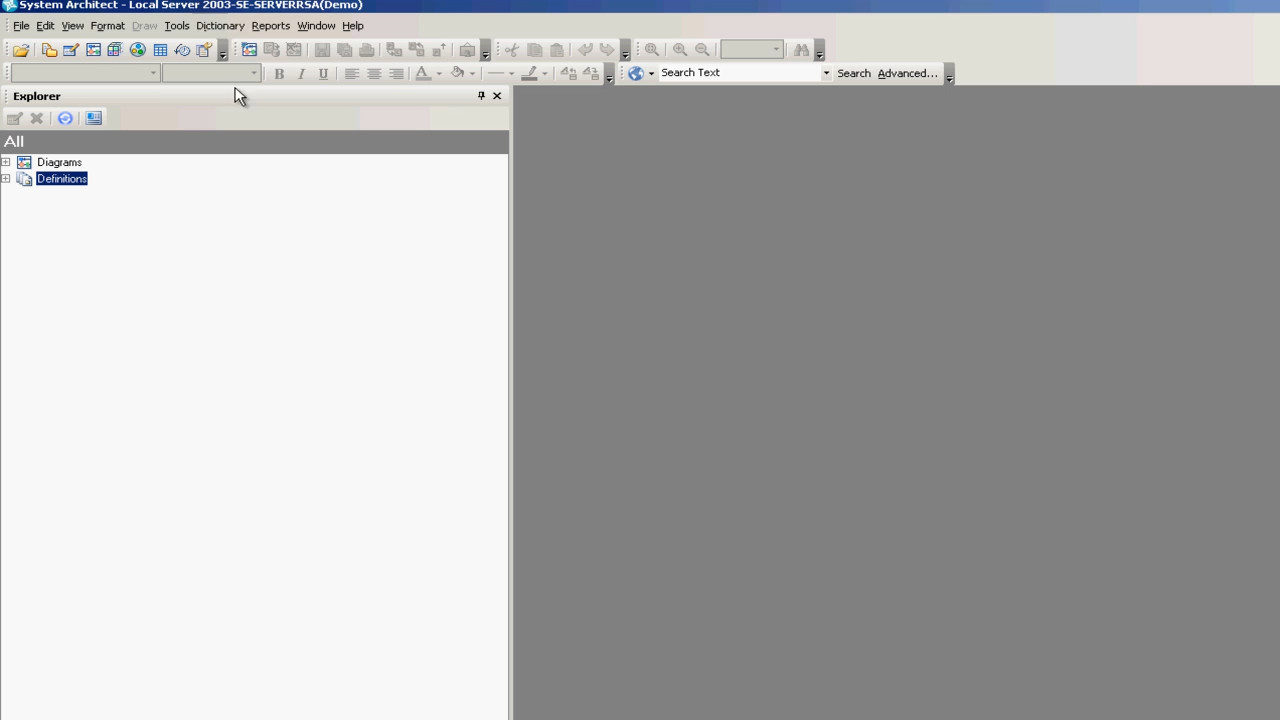 System Architect - Local Server 2003-SE-SERVERRSA(Demo)
File Edit View Format Draw Tools Dictionary Reports Window Help
B I U A Search Text Search Advanced...
Explorer
All
Diagrams
Definitions